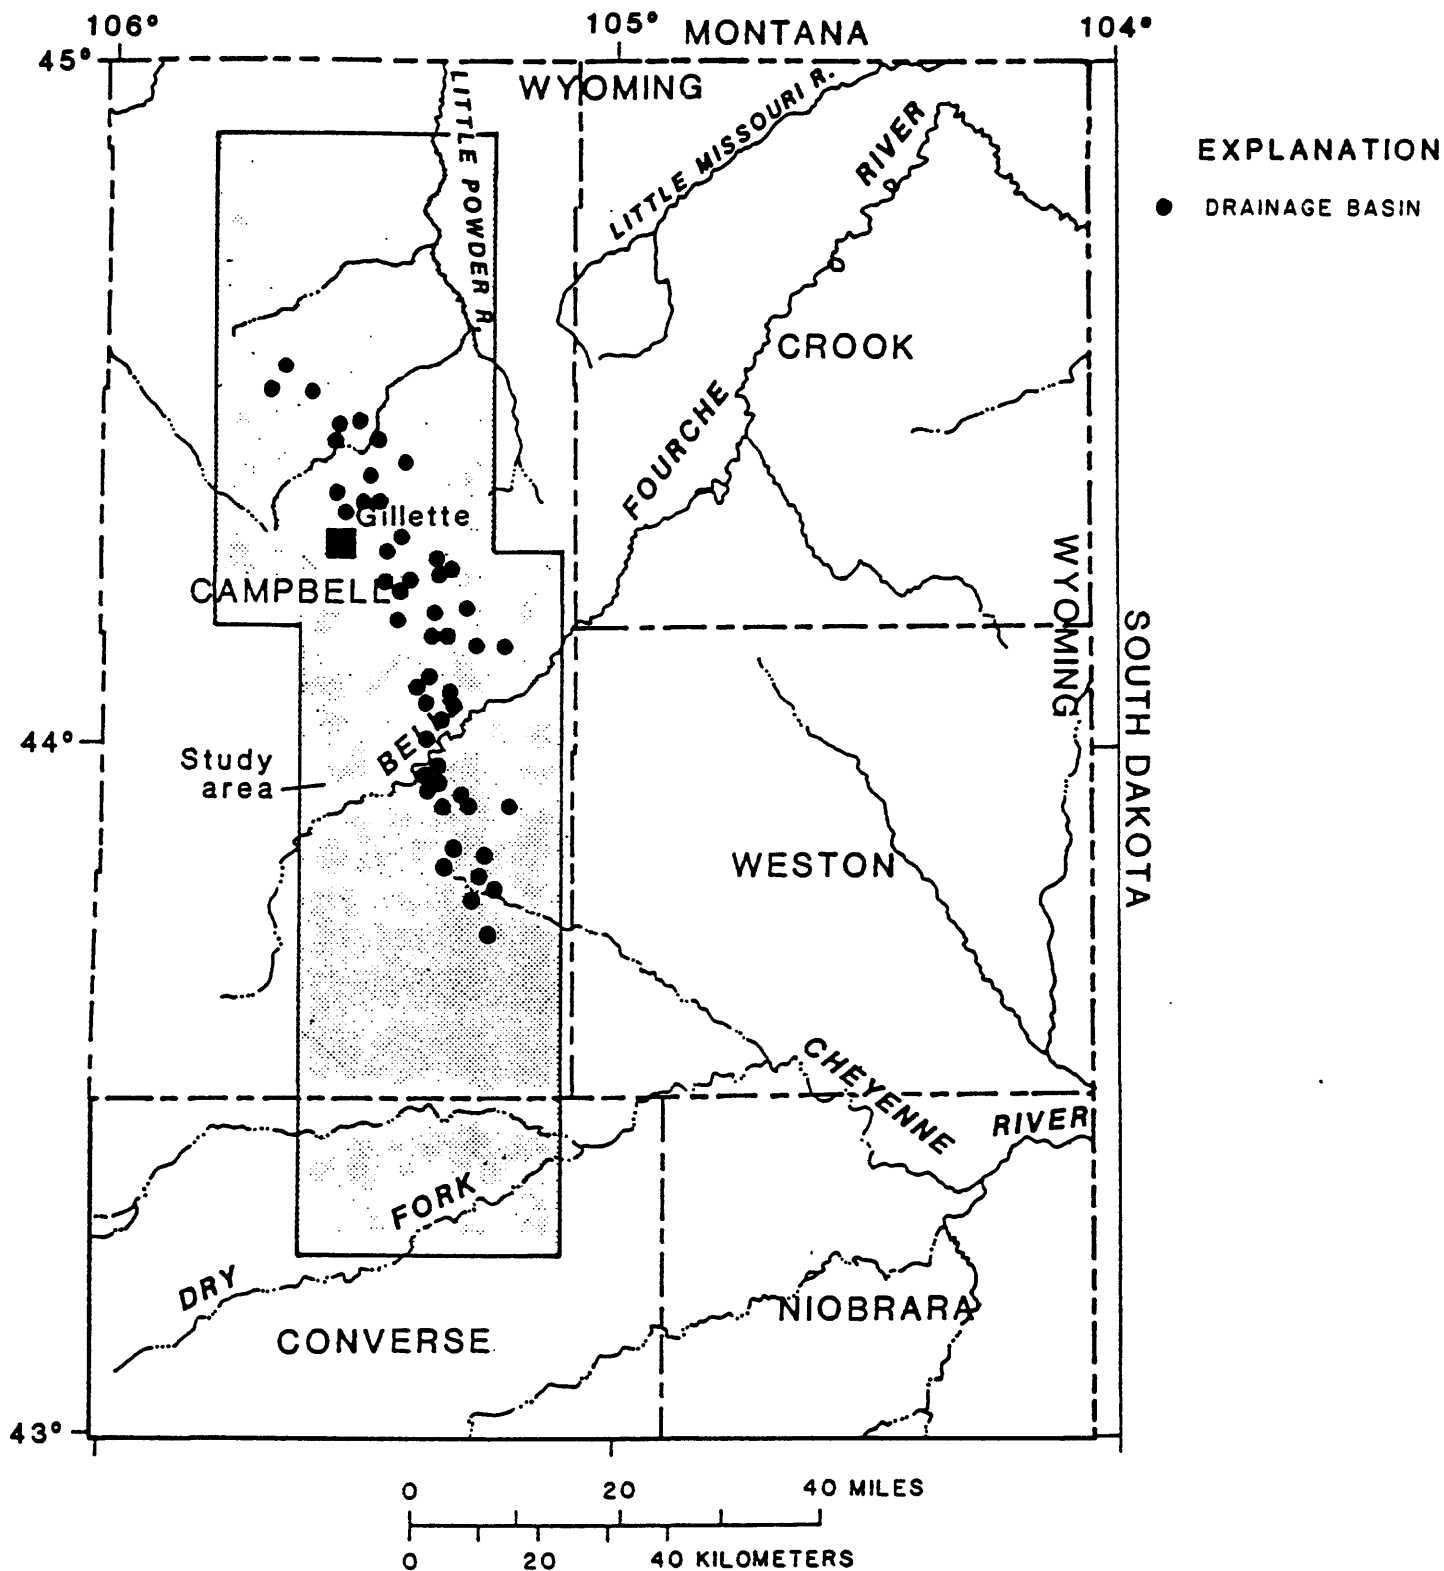 106° 105° 104°
MONTANA
45°
WYOMING
LITTLE POWDER R.
LITTLE MISSOURI R.
RIVER
EXPLANATION
DRAINAGE BASIN
CROOK
FOURCHE
Gillette
CAMPBELL
WYOMING
SOUTH DAKOTA
44°
BELLE
Study
area
WESTON
CHEYENNE
RIVER
FORK
DRY
NIOBRARA
CONVERSE
43°
0 20 40 MILES
0 20 40 KILOMETERS